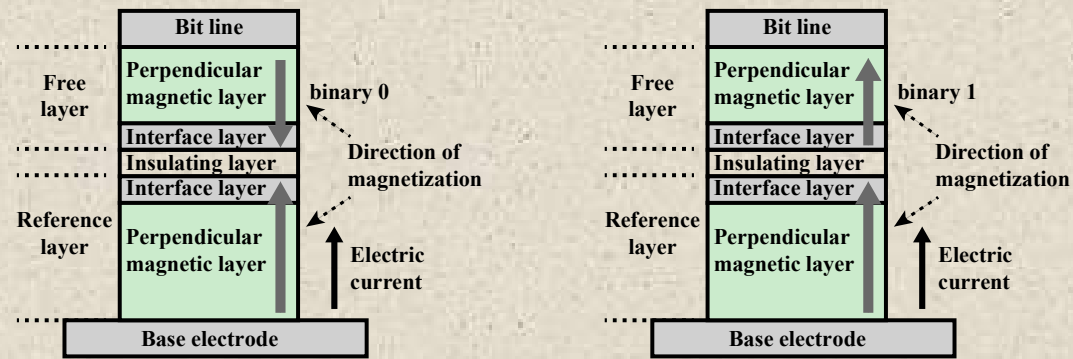 Bit line
Free
layer
Perpendicular
magnetic layer
binary 0
Interface layer
Insulating layer
Interface layer
Direction of
magnetization
Reference
layer
Perpendicular
magnetic layer
Electric
current
Base electrode
Bit line
Free
layer
Perpendicular
magnetic layer
binary 1
Interface layer
Insulating layer
Interface layer
Direction of
magnetization
Reference
layer
Perpendicular
magnetic layer
Electric
current
Base electrode